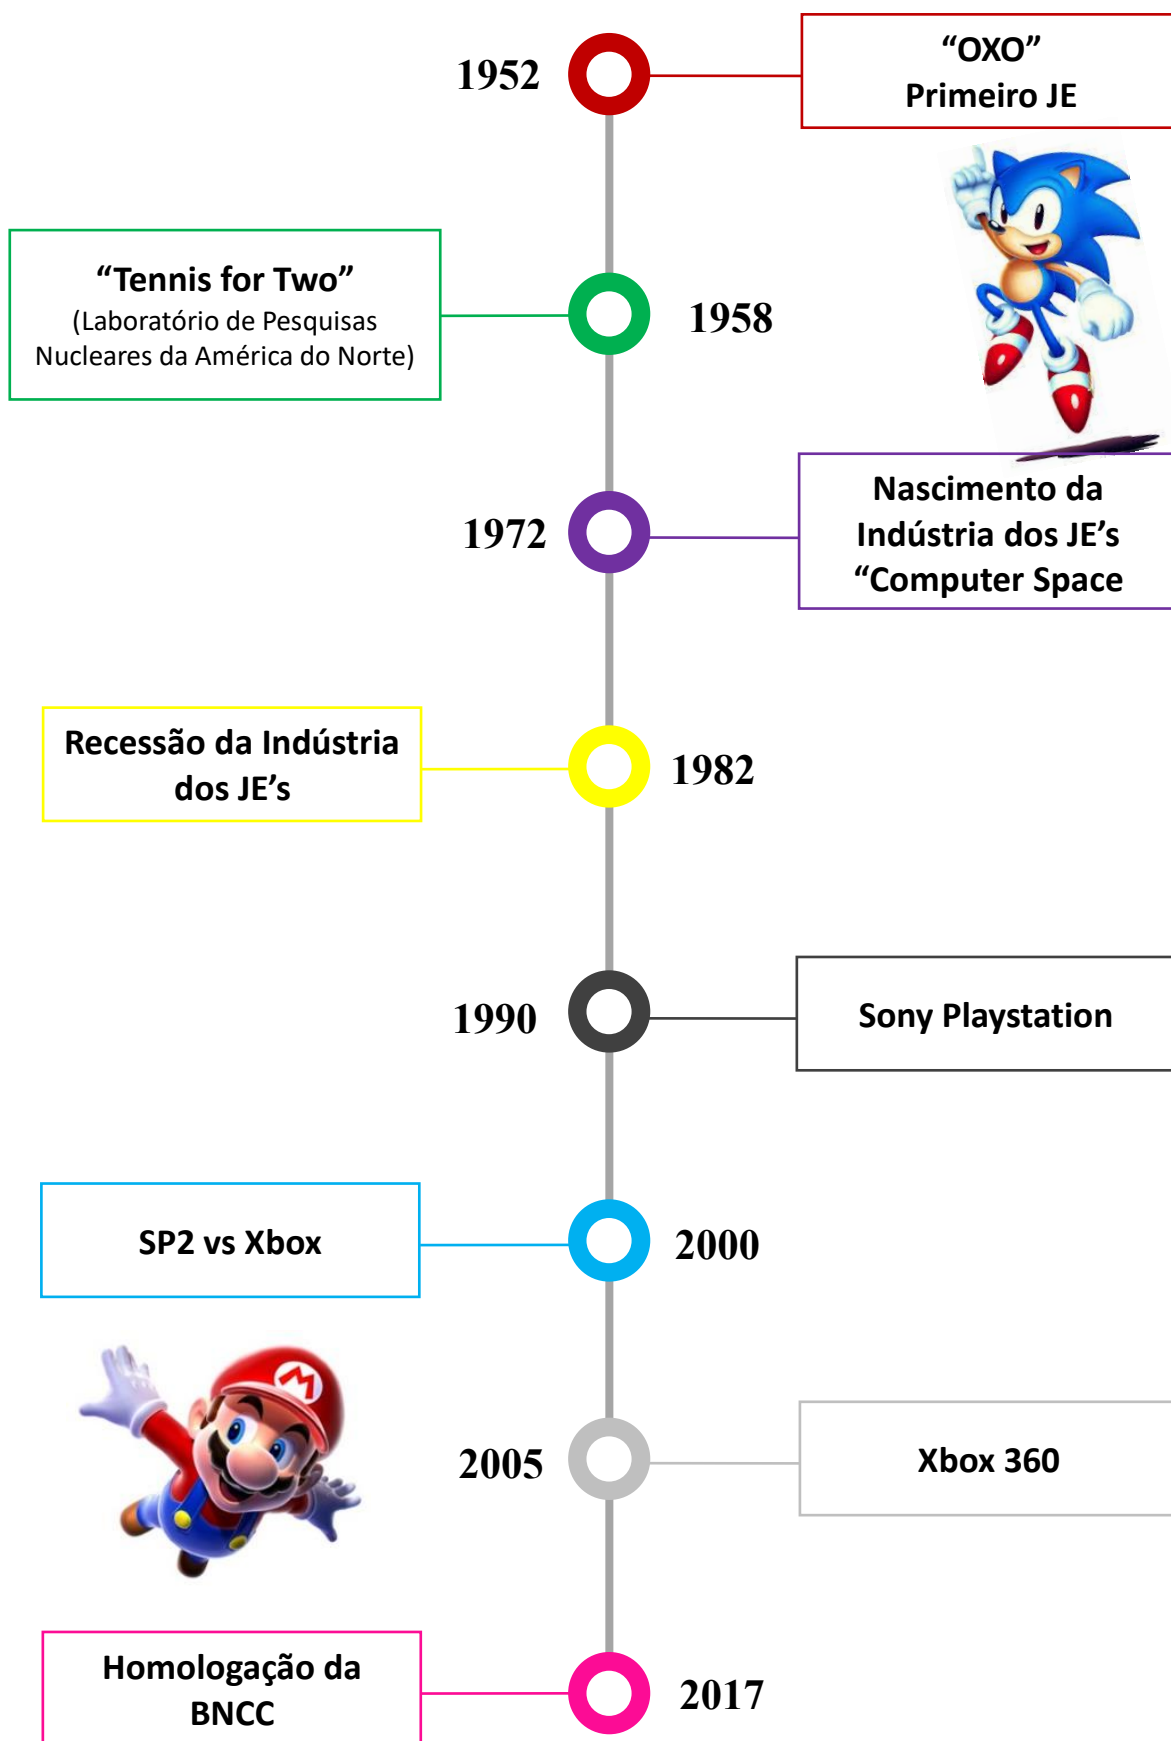 1952
“OXO”
Primeiro JE
“Tennis for Two”
(Laboratório de Pesquisas
Nucleares da América do Norte)
1958
1972
Nascimento da
Indústria dos JE’s
“Computer Space
Recessão da Indústria
dos JE’s
1982
1990
Sony Playstation
SP2 vs Xbox
2000
M
2005
Xbox 360
Homologação da
BNCC
2017